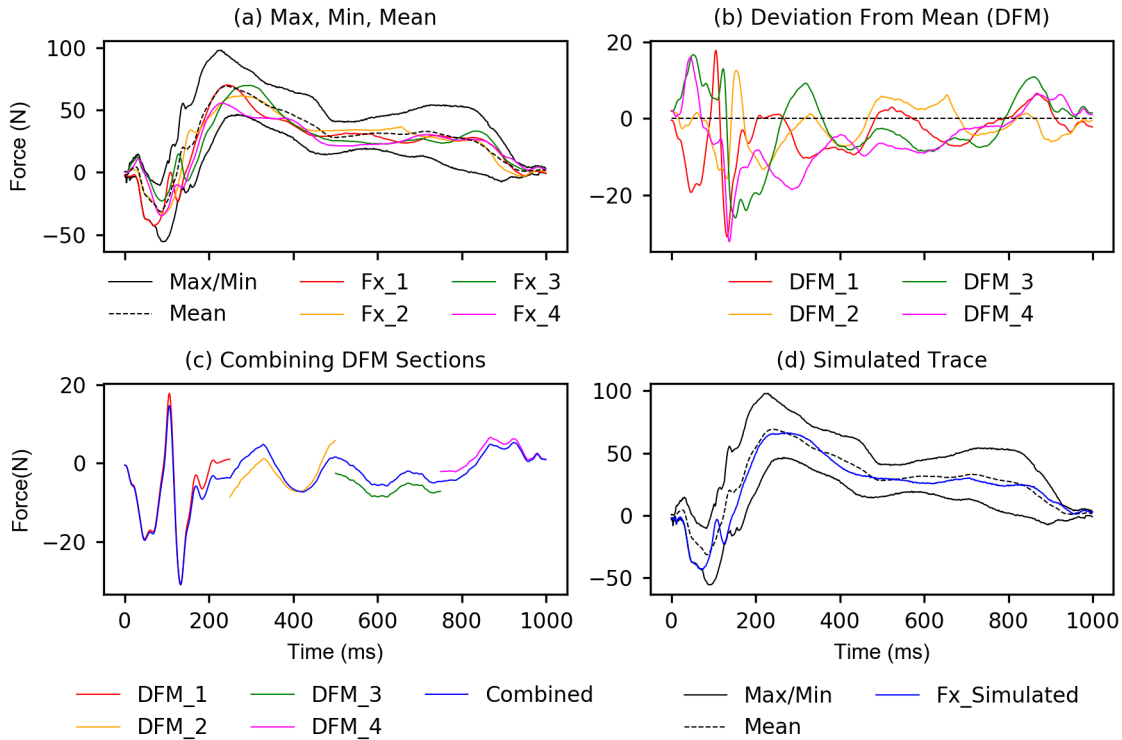 (a) Max, Min, Mean
(b) Deviation From Mean (DFM)
Force (N)
100
50
0
−50
20
0
−20
Max/Min
Mean
Fx_1
Fx_2
Fx_3
Fx_4
DFM_1
DFM_2
DFM_3
DFM_4
(c) Combining DFM Sections
(d) Simulated Trace
Force(N)
20
0
−20
0 200 400 600 800 1000
Time (ms)
100
50
0
−50
0 200 400 600 800 1000
Time (ms)
DFM_1
DFM_2
DFM_3
DFM_4
Combined
Max/Min
Mean
Fx_Simulated